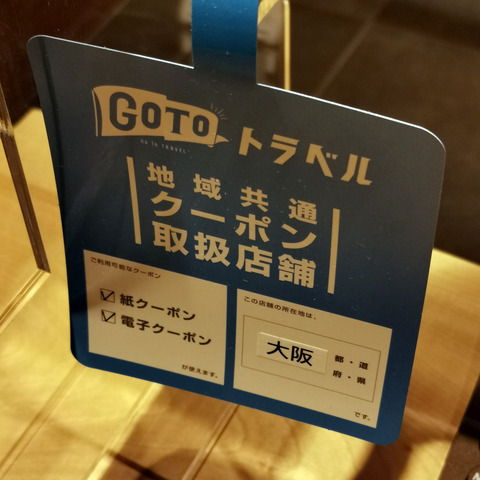 GOTO トラベル
Go To TRAVEL
地域共通
クーポン
取扱店舗
ご利用可能なクーポン
☑ 紙クーポン
☑ 電子クーポン
が使えます。
この店舗の所在地は、
大阪 都・道
府・県
です。